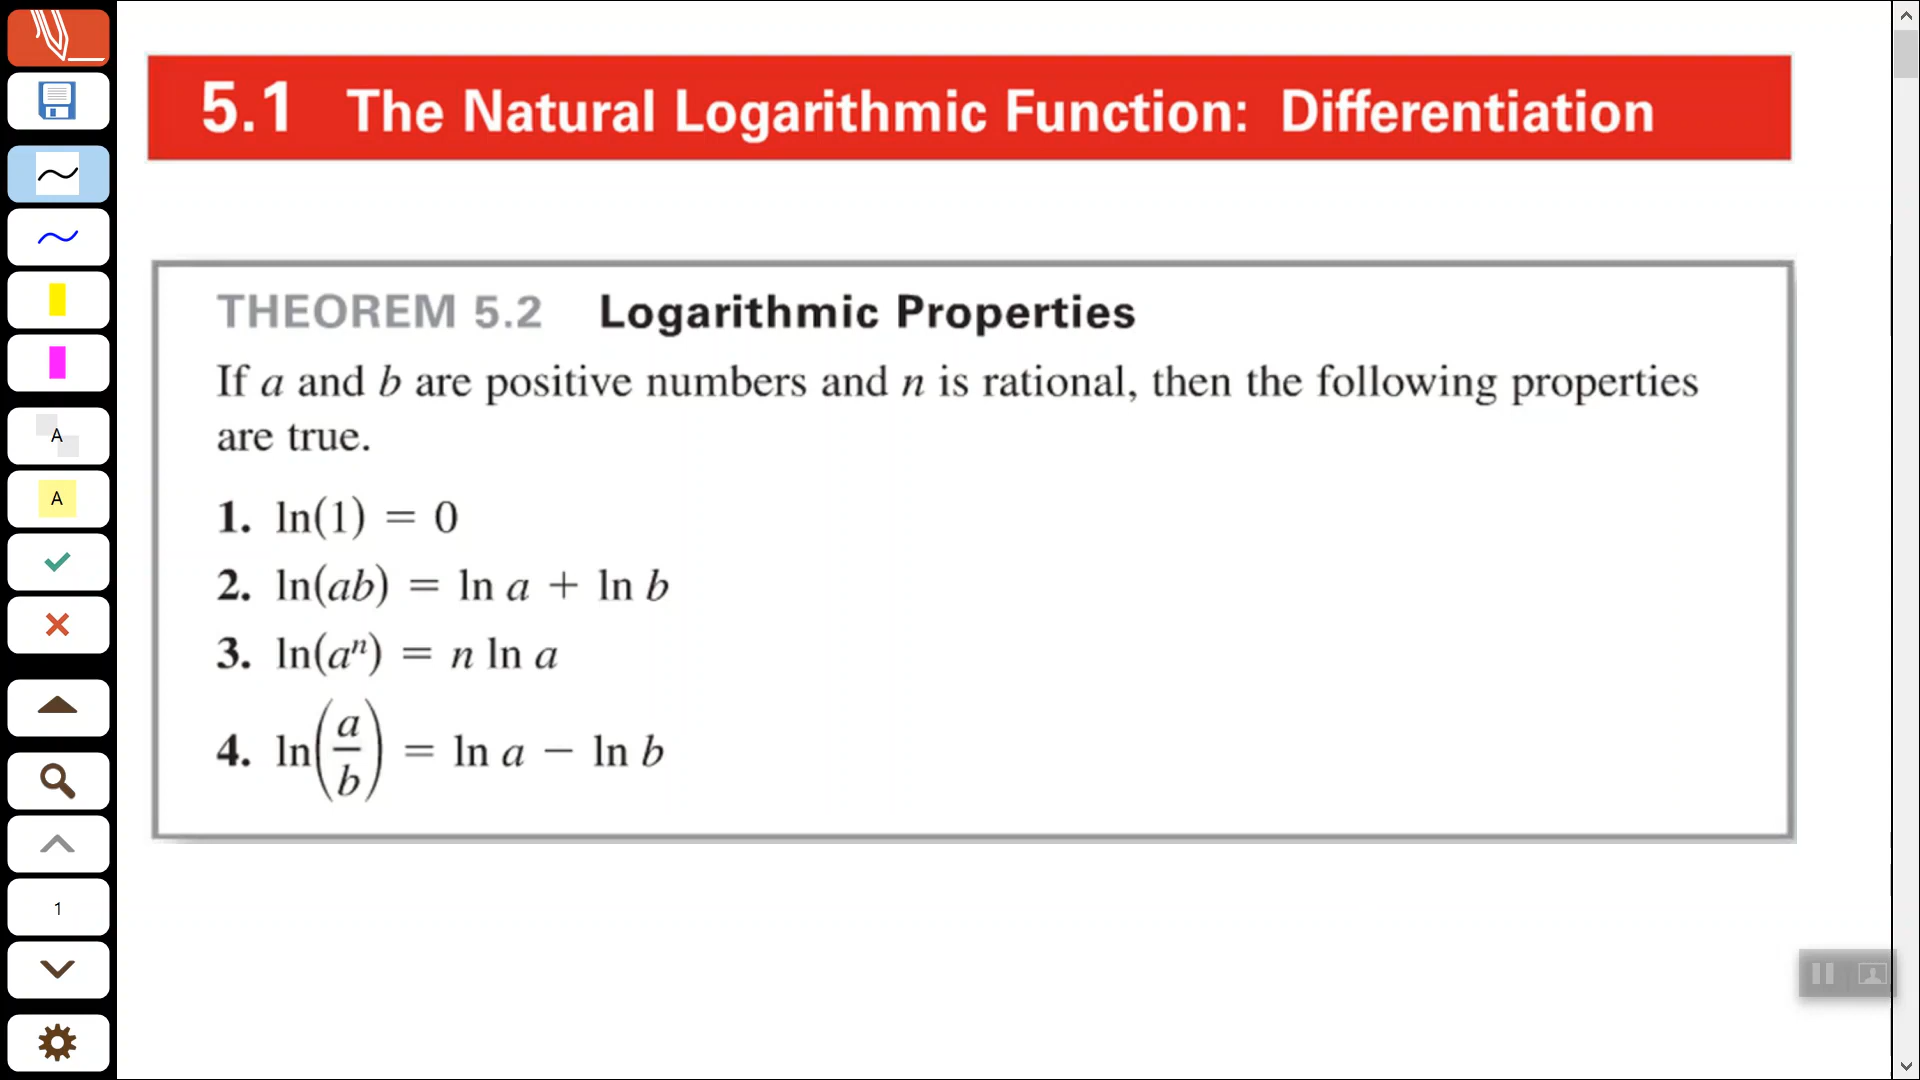 5.1 The Natural Logarithmic Function: Differentiation
THEOREM 5.2 Logarithmic Properties
If a and b are positive numbers and n is rational, then the following properties
are true.
1. ln(1) = 0
2. ln(ab) = ln a + ln b
3. ln(aⁿ) = n ln a
4. ln(a/b) = ln a − ln b
A
A
1